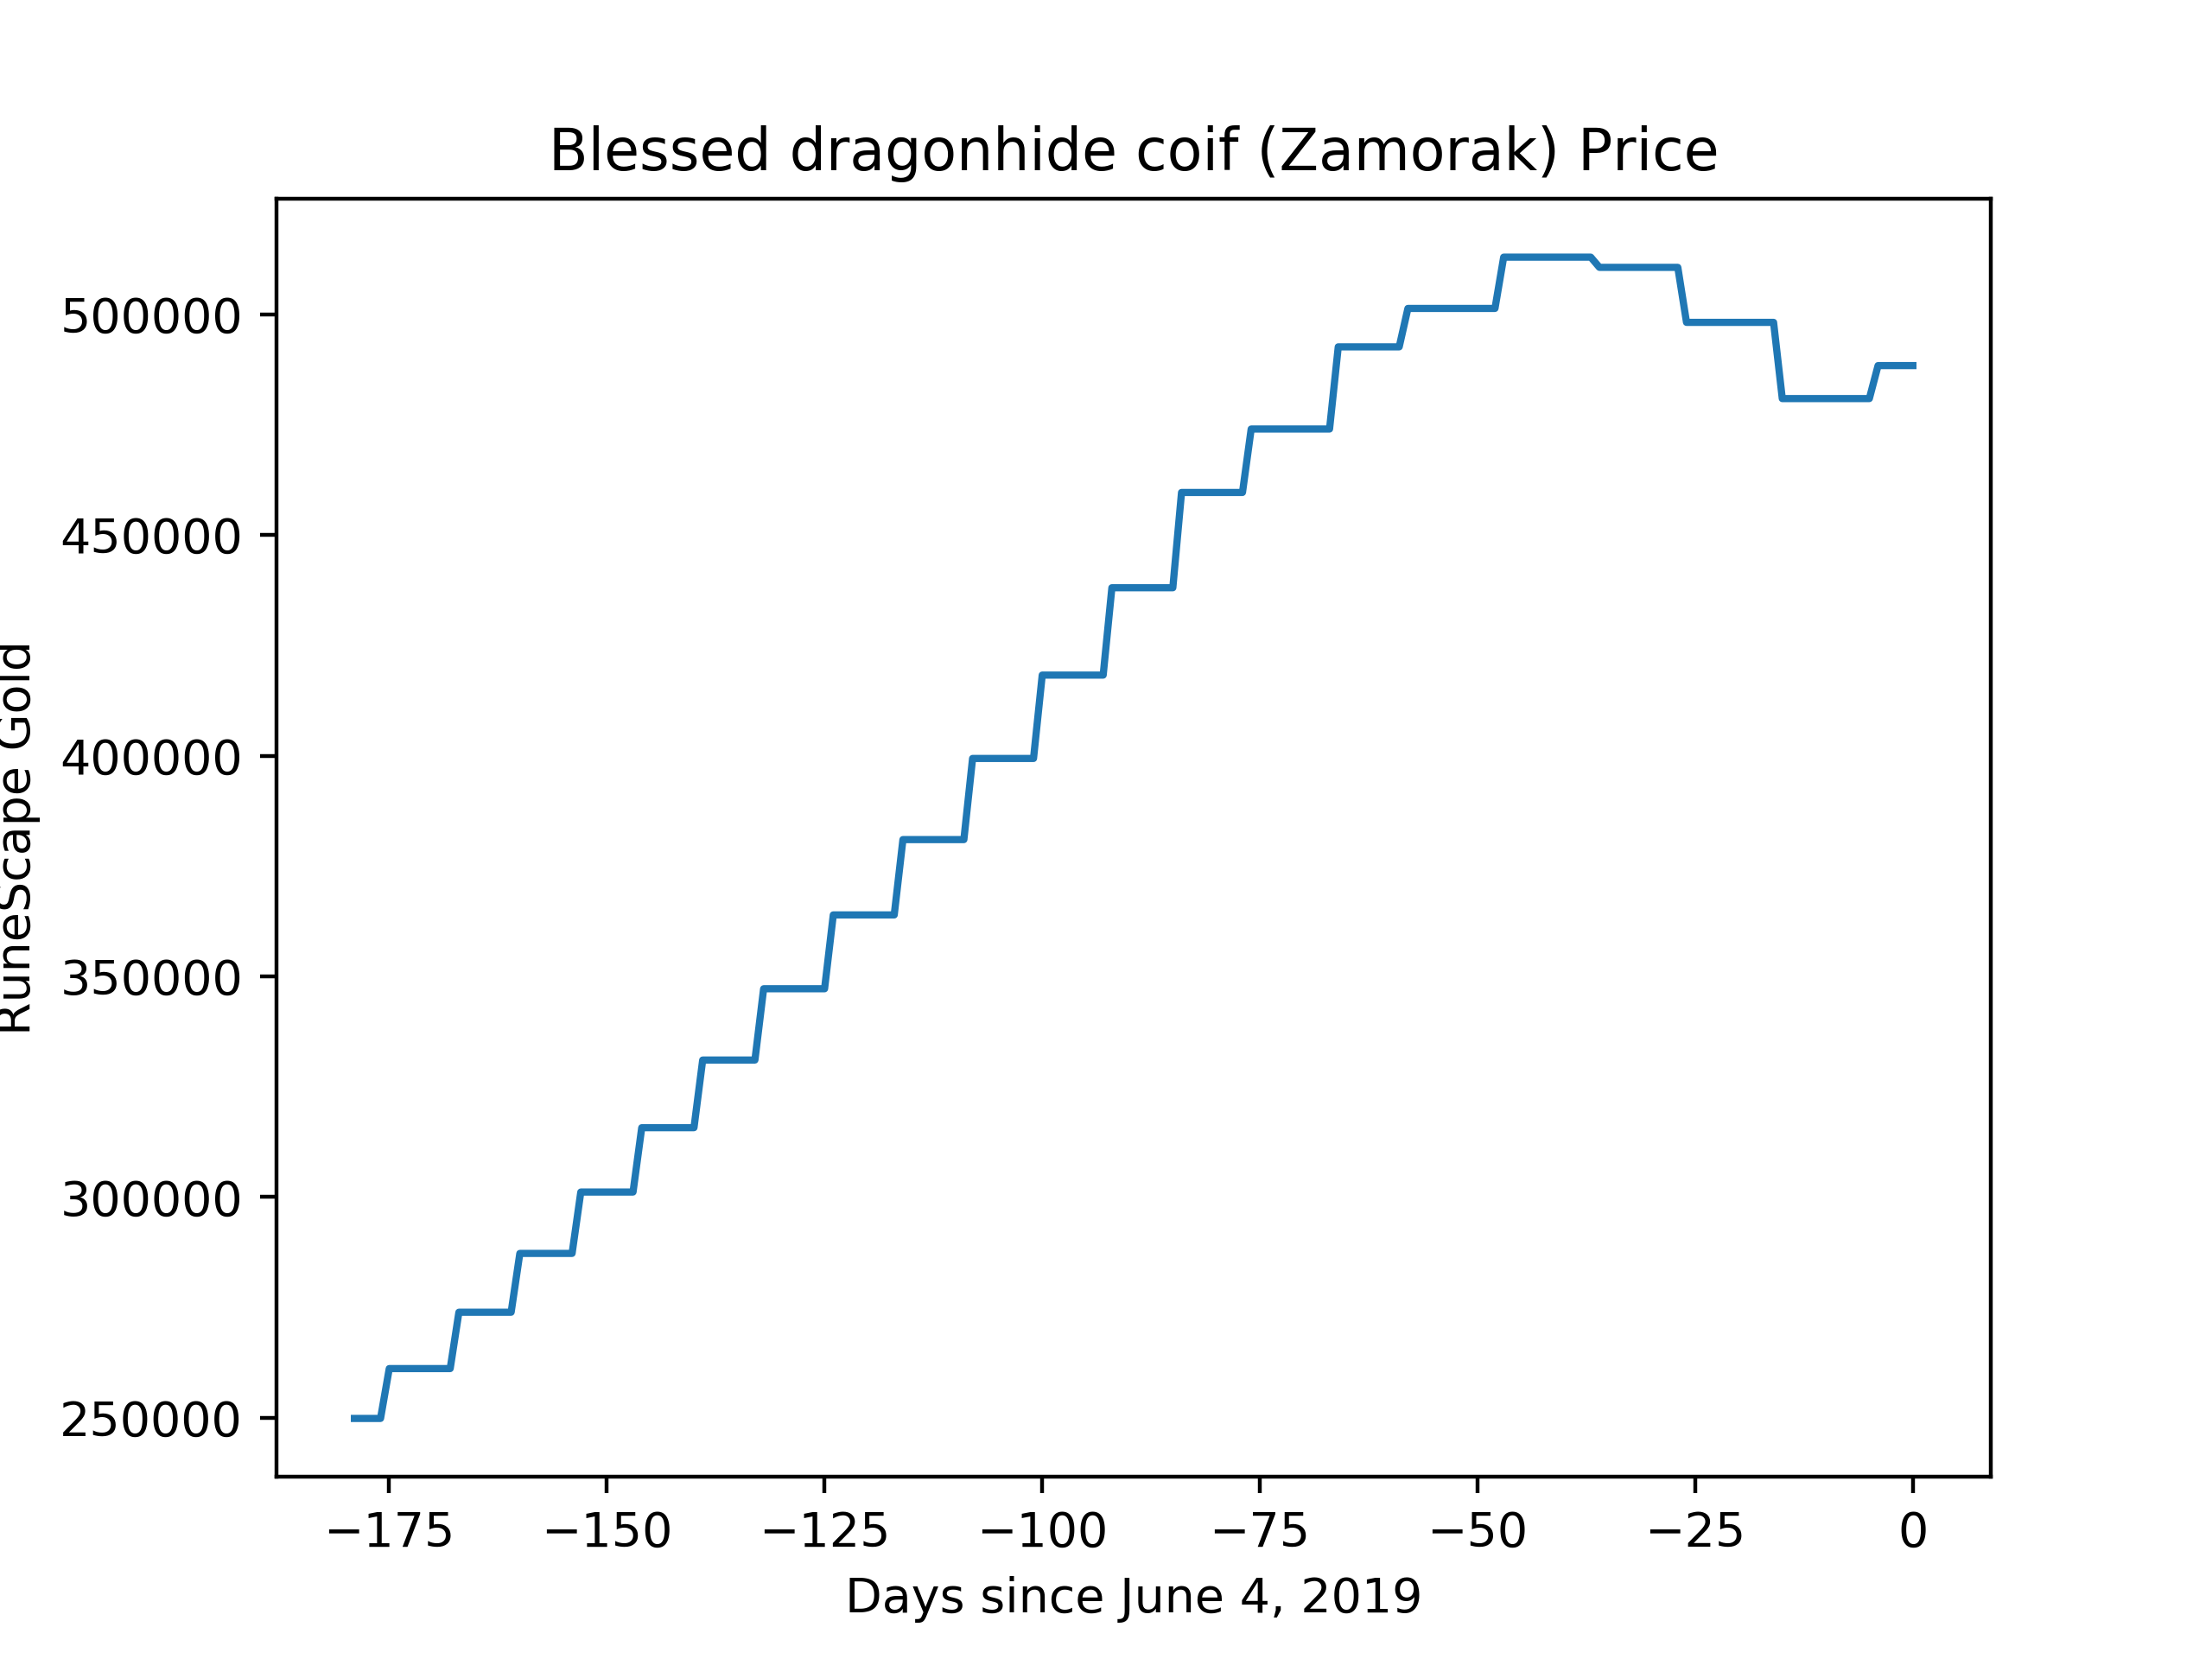 Blessed dragonhide coif (Zamorak) Price
500000
450000
400000
350000
300000
250000
RuneScape Gold
−175 −150 −125 −100 −75 −50 −25 0
Days since June 4, 2019